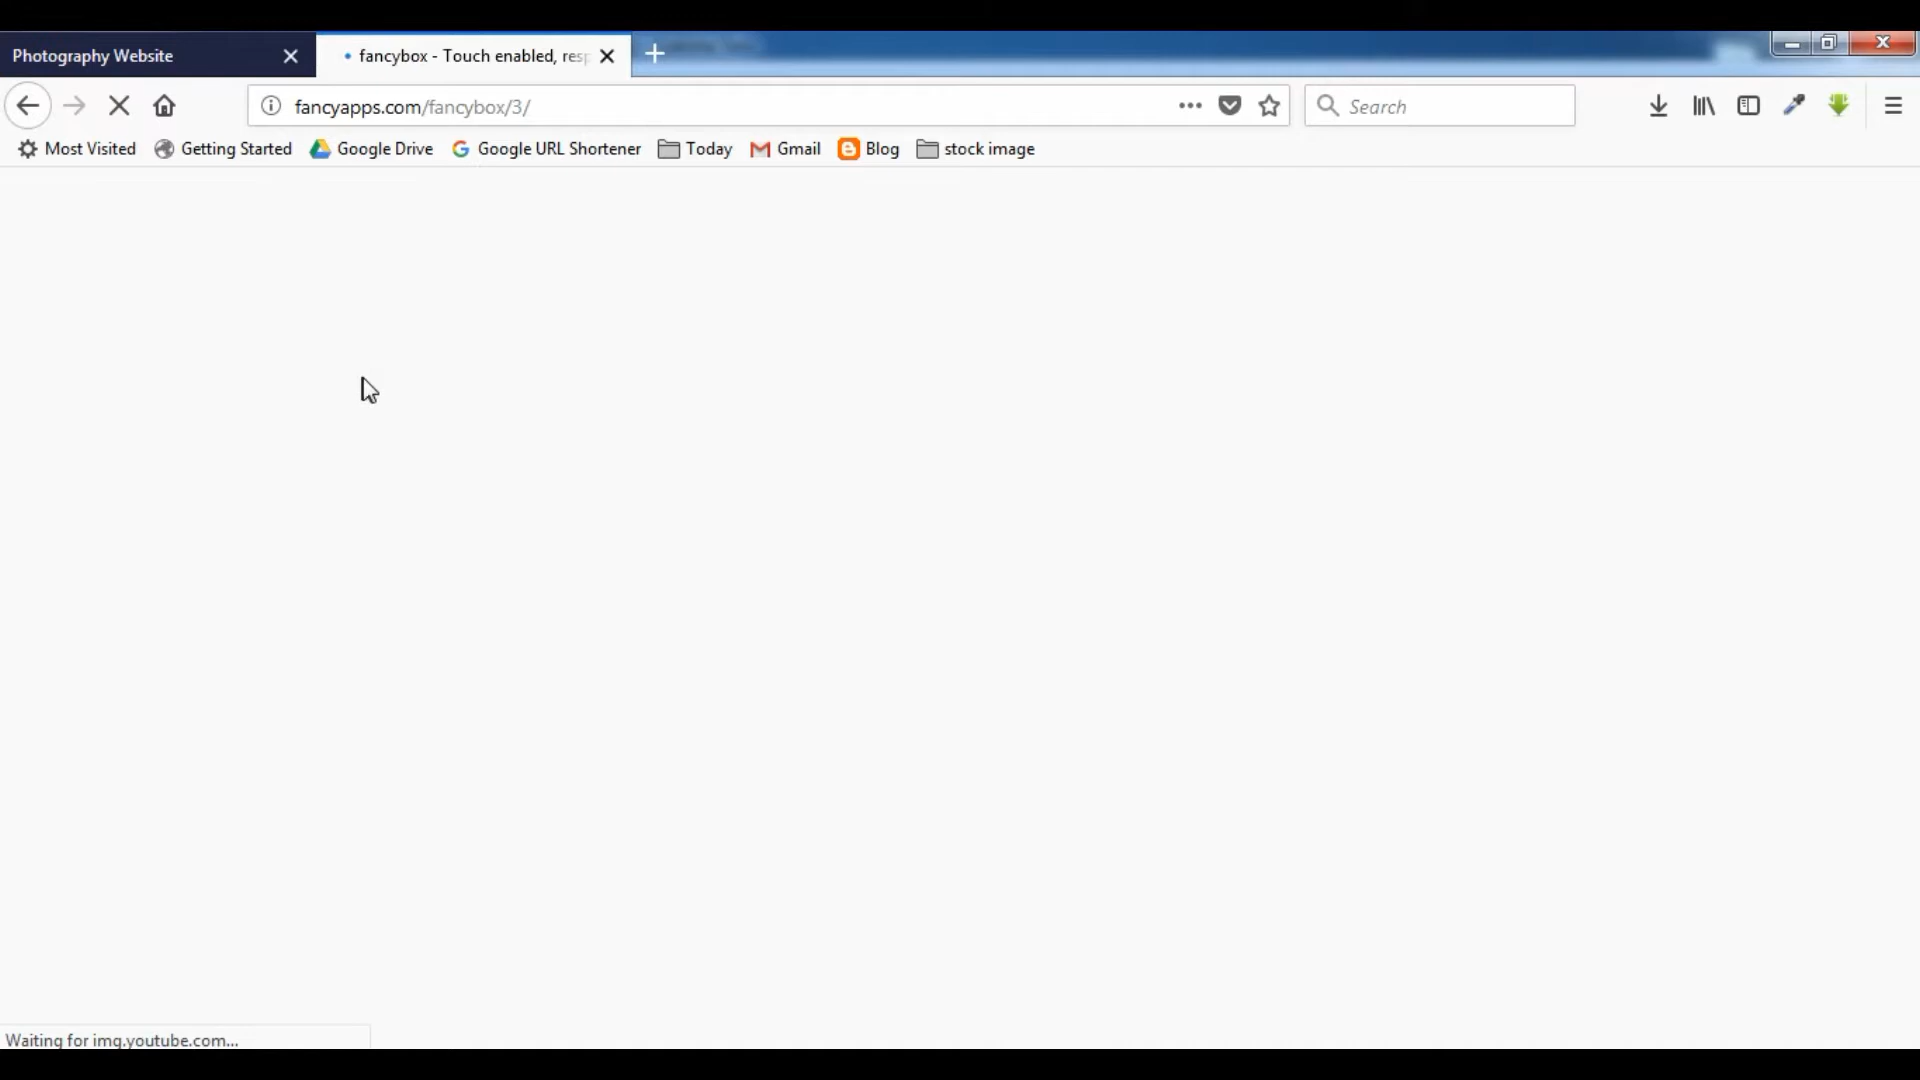 Photography Website
fancybox - Touch enabled, resp
fancyapps.com/fancybox/3/
Search
Most Visited Getting Started Google Drive Google URL Shortener Today Gmail Blog stock image
Waiting for img.youtube.com...